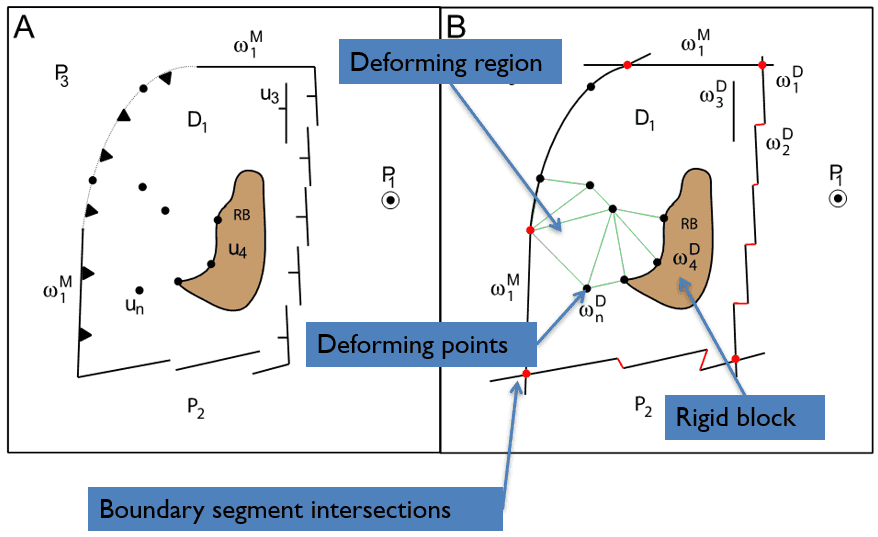 A
ω₁ᴹ
P₃
u₃
D₁
P₁
RB
u₄
ω₁ᴹ
uₙ
P₂
B
ω₁ᴹ
Deforming region
ω₁ᴰ
ω₃ᴰ
D₁
ω₂ᴰ
P₁
RB
ω₄ᴰ
ω₁ᴹ
ωₙᴰ
Deforming points
P₂
Rigid block
Boundary segment intersections